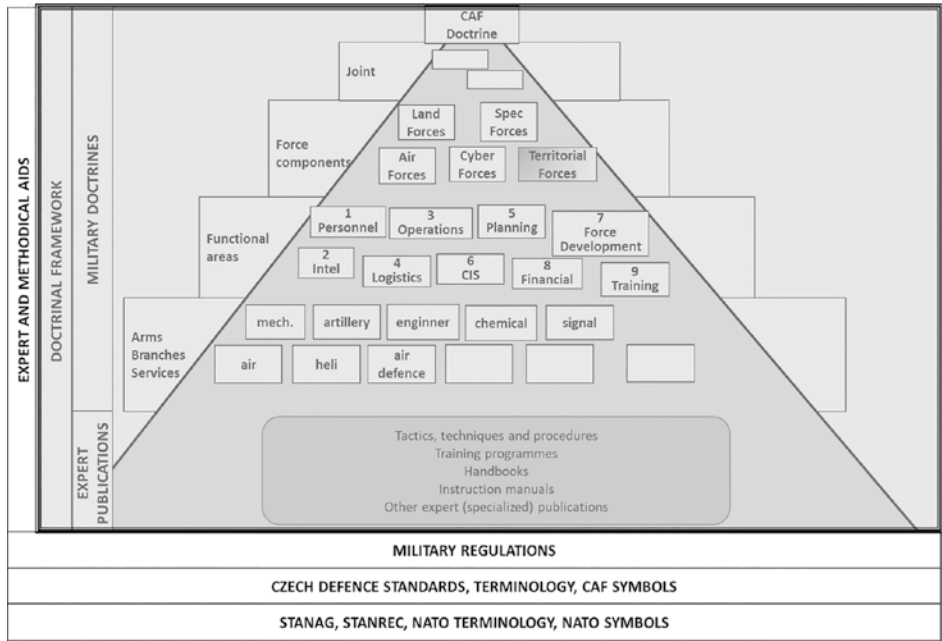 CAF
Doctrine
Joint
Land
Forces
Spec
Forces
Force
components
Air
Forces
Cyber
Forces
Territorial
Forces
Functional
areas
1
Personnel
3
Operations
5
Planning
7
Force
Development
2
Intel
4
Logistics
6
CIS
8
Financial
9
Training
Arms
Branches
Services
mech.
artillery
enginner
chemical
signal
air
heli
air
defence
EXPERT AND METHODICAL AIDS
DOCTRINAL FRAMEWORK
MILITARY DOCTRINES
EXPERT
PUBLICATIONS
Tactics, techniques and procedures
Training programmes
Handbooks
Instruction manuals
Other expert (specialized) publications
MILITARY REGULATIONS
CZECH DEFENCE STANDARDS, TERMINOLOGY, CAF SYMBOLS
STANAG, STANREC, NATO TERMINOLOGY, NATO SYMBOLS